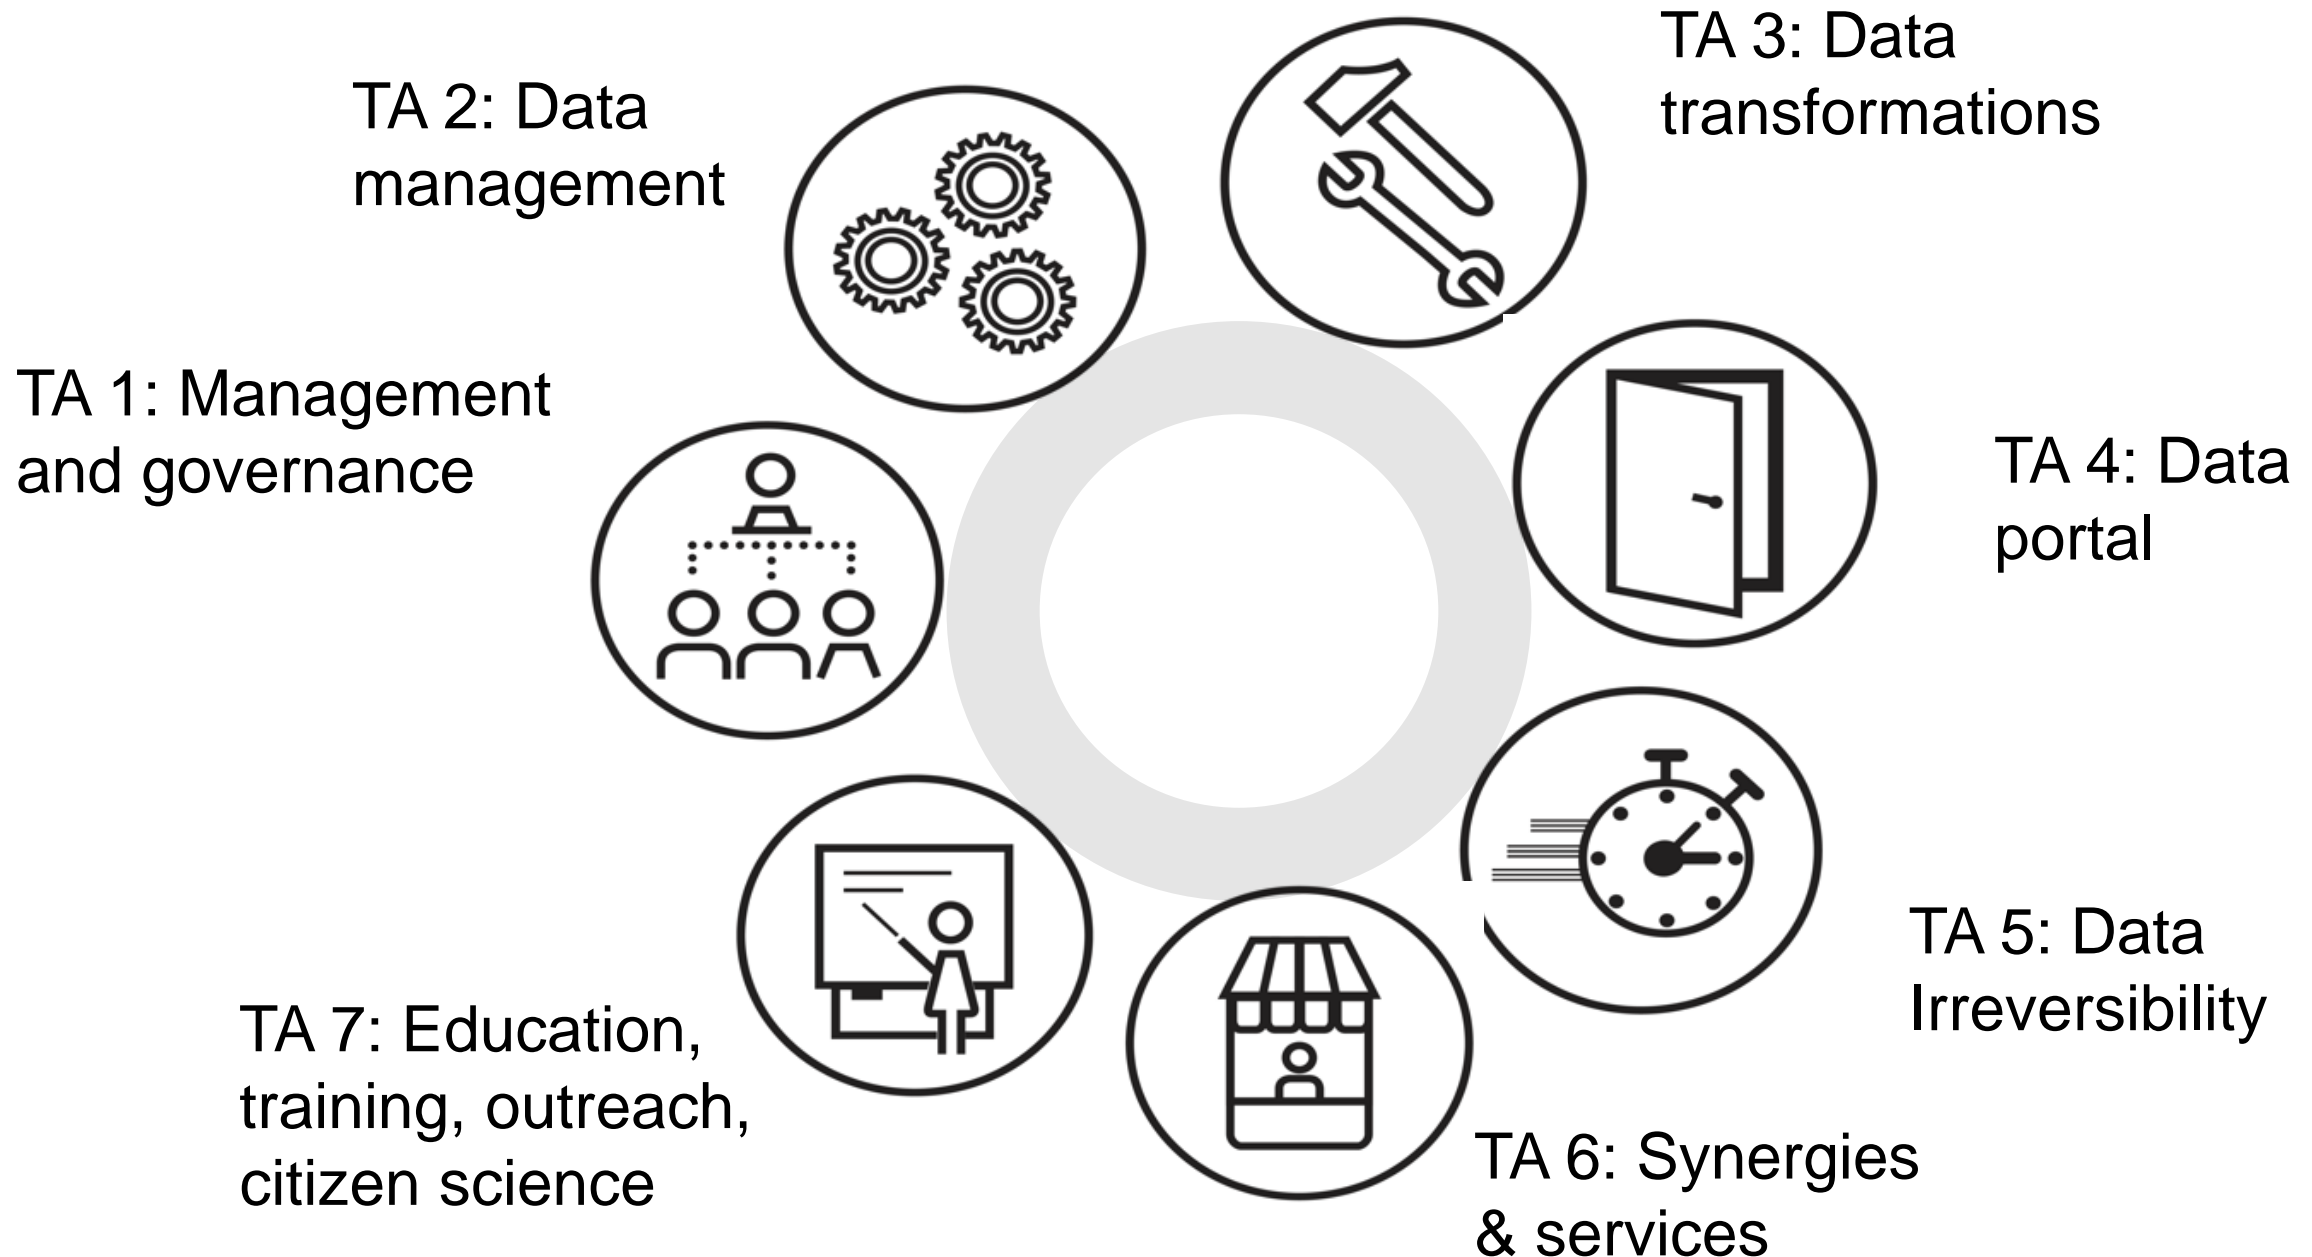 TA 1: Management
and governance
TA 2: Data
management
TA 3: Data
transformations
TA 4: Data
portal
TA 5: Data
Irreversibility
TA 6: Synergies
& services
TA 7: Education,
training, outreach,
citizen science